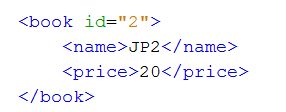 <book id="2">
    <name>JP2</name>
    <price>20</price>
</book>